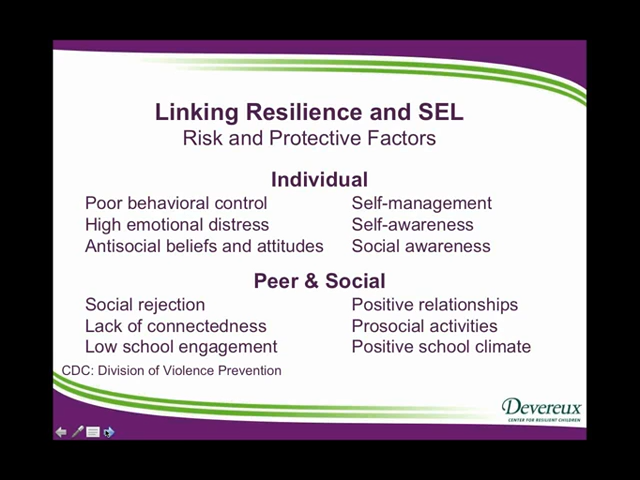 Linking Resilience and SEL
Risk and Protective Factors
Individual
Poor behavioral control Self-management
High emotional distress Self-awareness
Antisocial beliefs and attitudes Social awareness
Peer & Social
Social rejection Positive relationships
Lack of connectedness Prosocial activities
Low school engagement Positive school climate
CDC: Division of Violence Prevention
Devereux
CENTER FOR RESILIENT CHILDREN